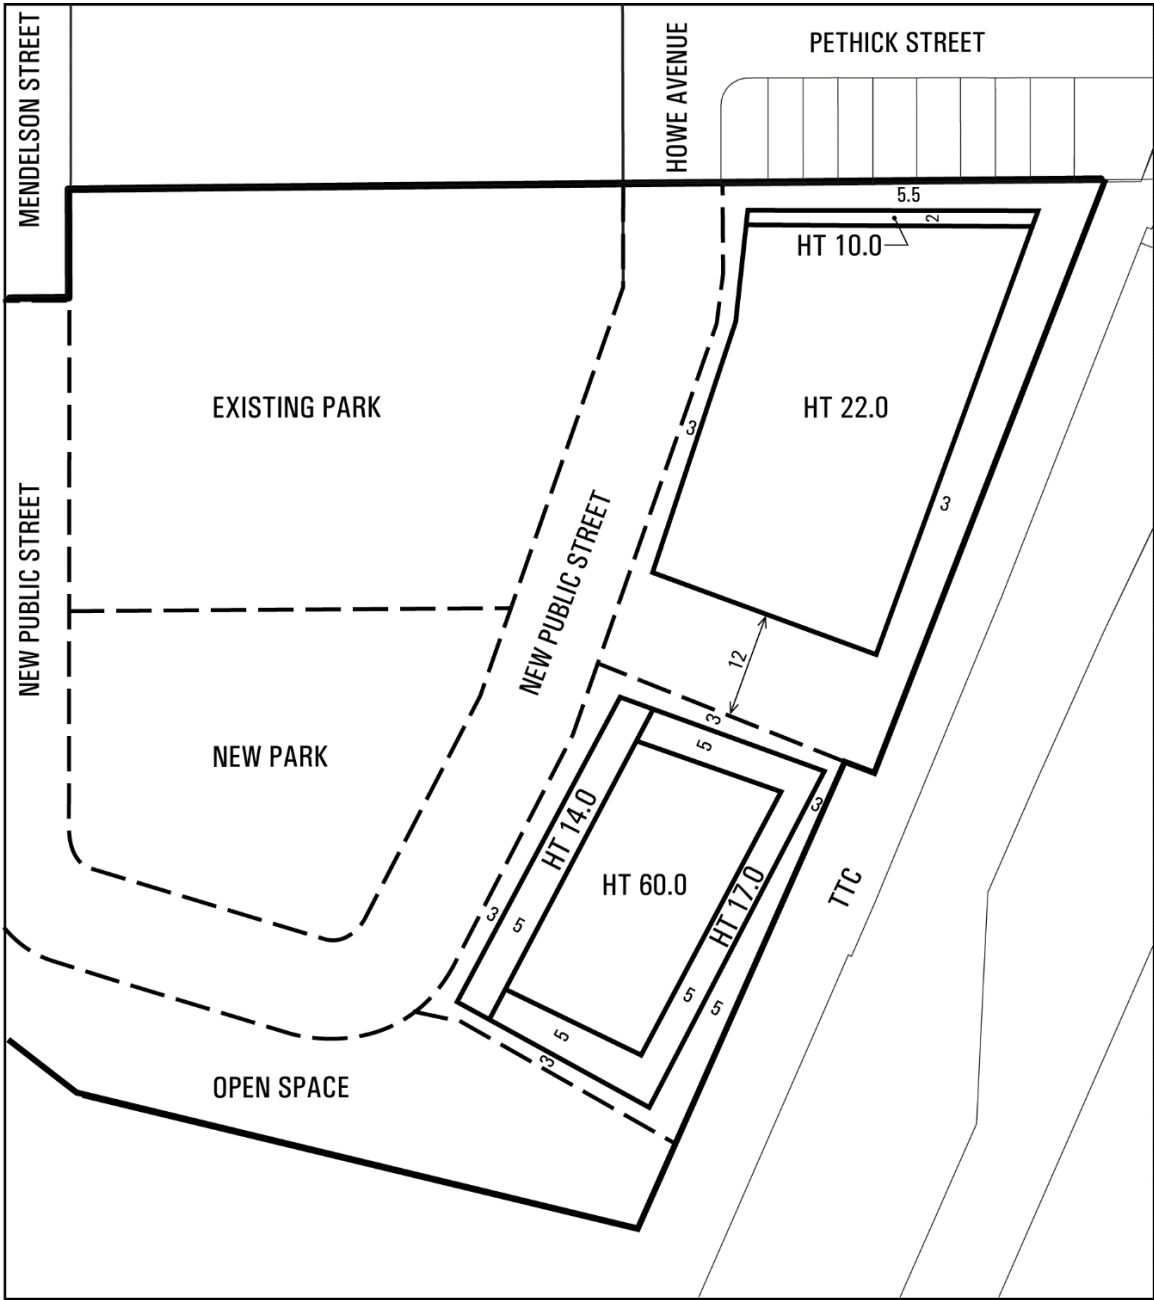 MENDELSON STREET
HOWE AVENUE
PETHICK STREET
5.5
2
HT 10.0
EXISTING PARK
HT 22.0
3
3
NEW PUBLIC STREET
NEW PUBLIC STREET
12
3
5
NEW PARK
HT 14.0
3
HT 60.0
HT 17.0
TTC
3
5
5
5
5
3
OPEN SPACE